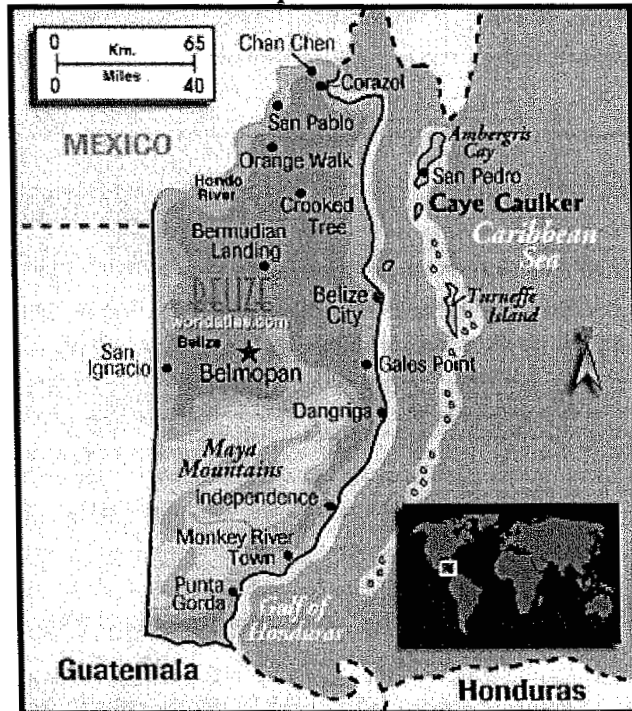 0 Km. 65
0 Miles 40
Chan Chen
Corazol
San Pablo
MEXICO
Ambergris
Cay
Orange Walk
San Pedro
Hondo
River
Crooked
Tree
Caye Caulker
Bermudian
Landing
Caribbean
Sea
BELIZE
worldatlas.com
Belize
City
Turneffe
Island
Belize
San
Ignacio
Belmopan
Gales Point
Dangriga
Maya
Mountains
Independence
Monkey River
Town
Punta
Gorda
Gulf of
Honduras
Guatemala
Honduras